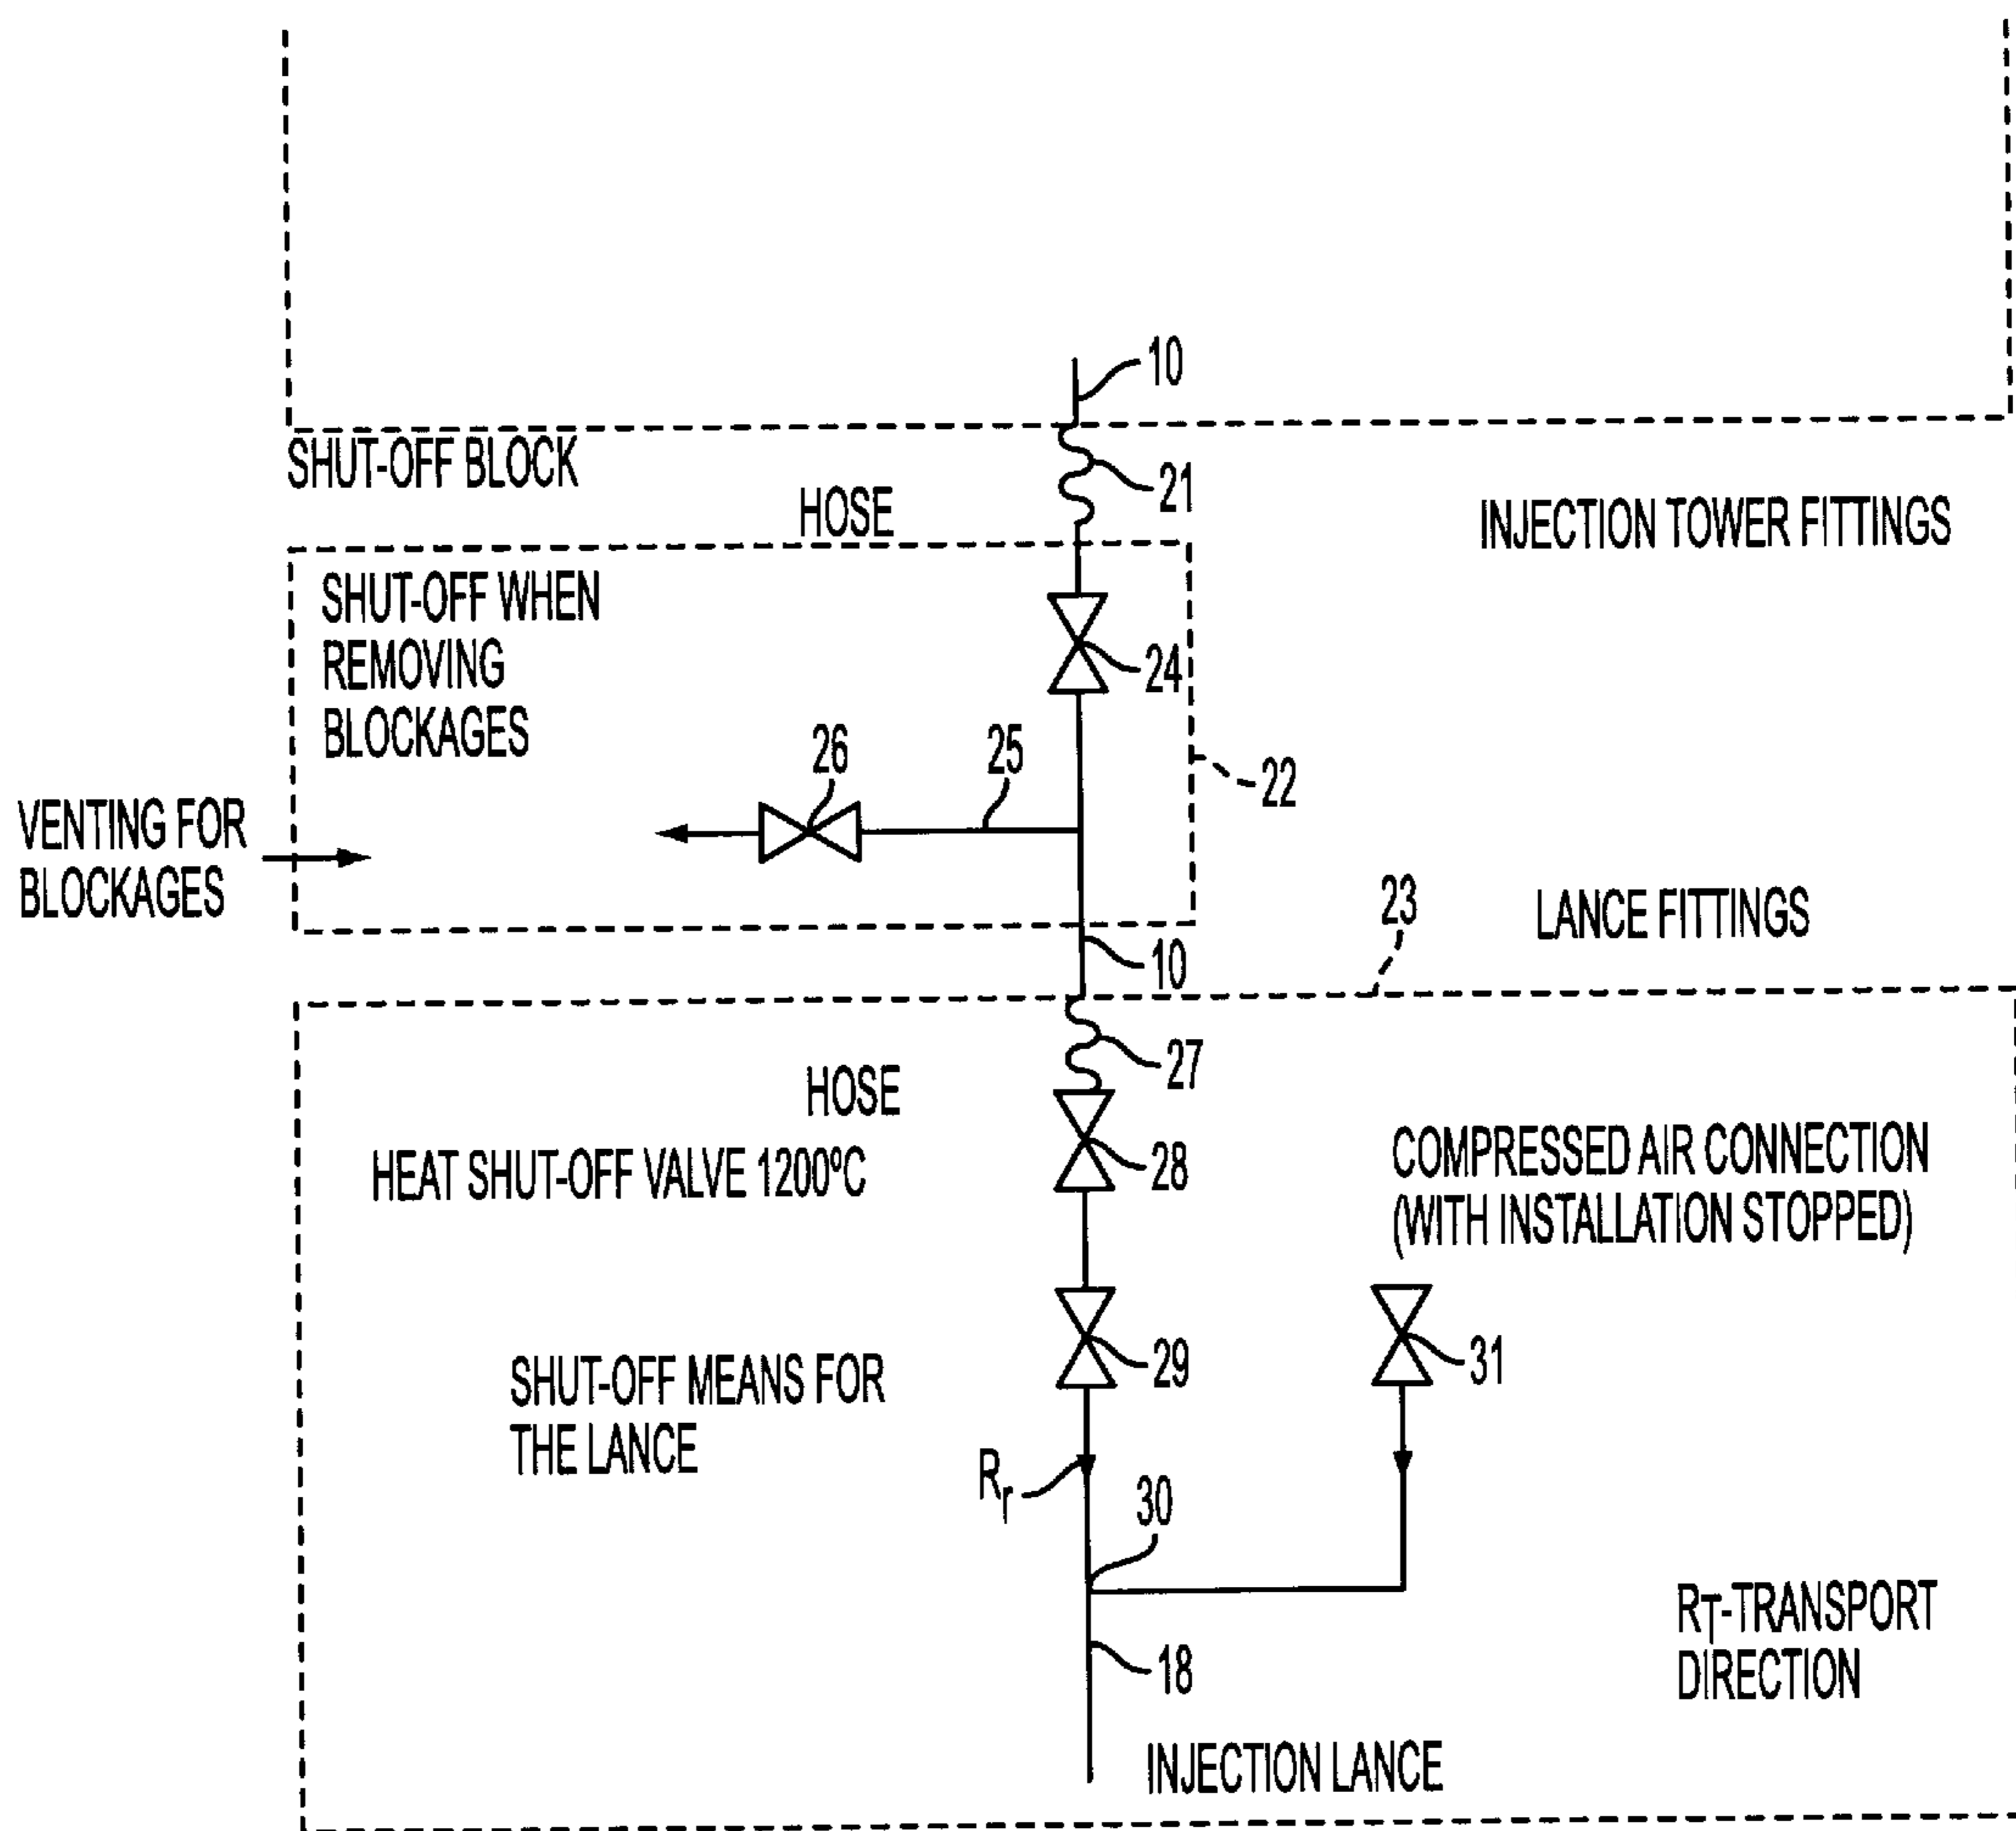 10
SHUT-OFF BLOCK
21
HOSE
INJECTION TOWER FITTINGS
SHUT-OFF WHEN
REMOVING
BLOCKAGES
24
26
25
22
VENTING FOR
BLOCKAGES
23
LANCE FITTINGS
10
27
HOSE
HEAT SHUT-OFF VALVE 1200ºC
28
COMPRESSED AIR CONNECTION
(WITH INSTALLATION STOPPED)
29
31
SHUT-OFF MEANS FOR
THE LANCE
Rr
30
RT-TRANSPORT
DIRECTION
18
INJECTION LANCE